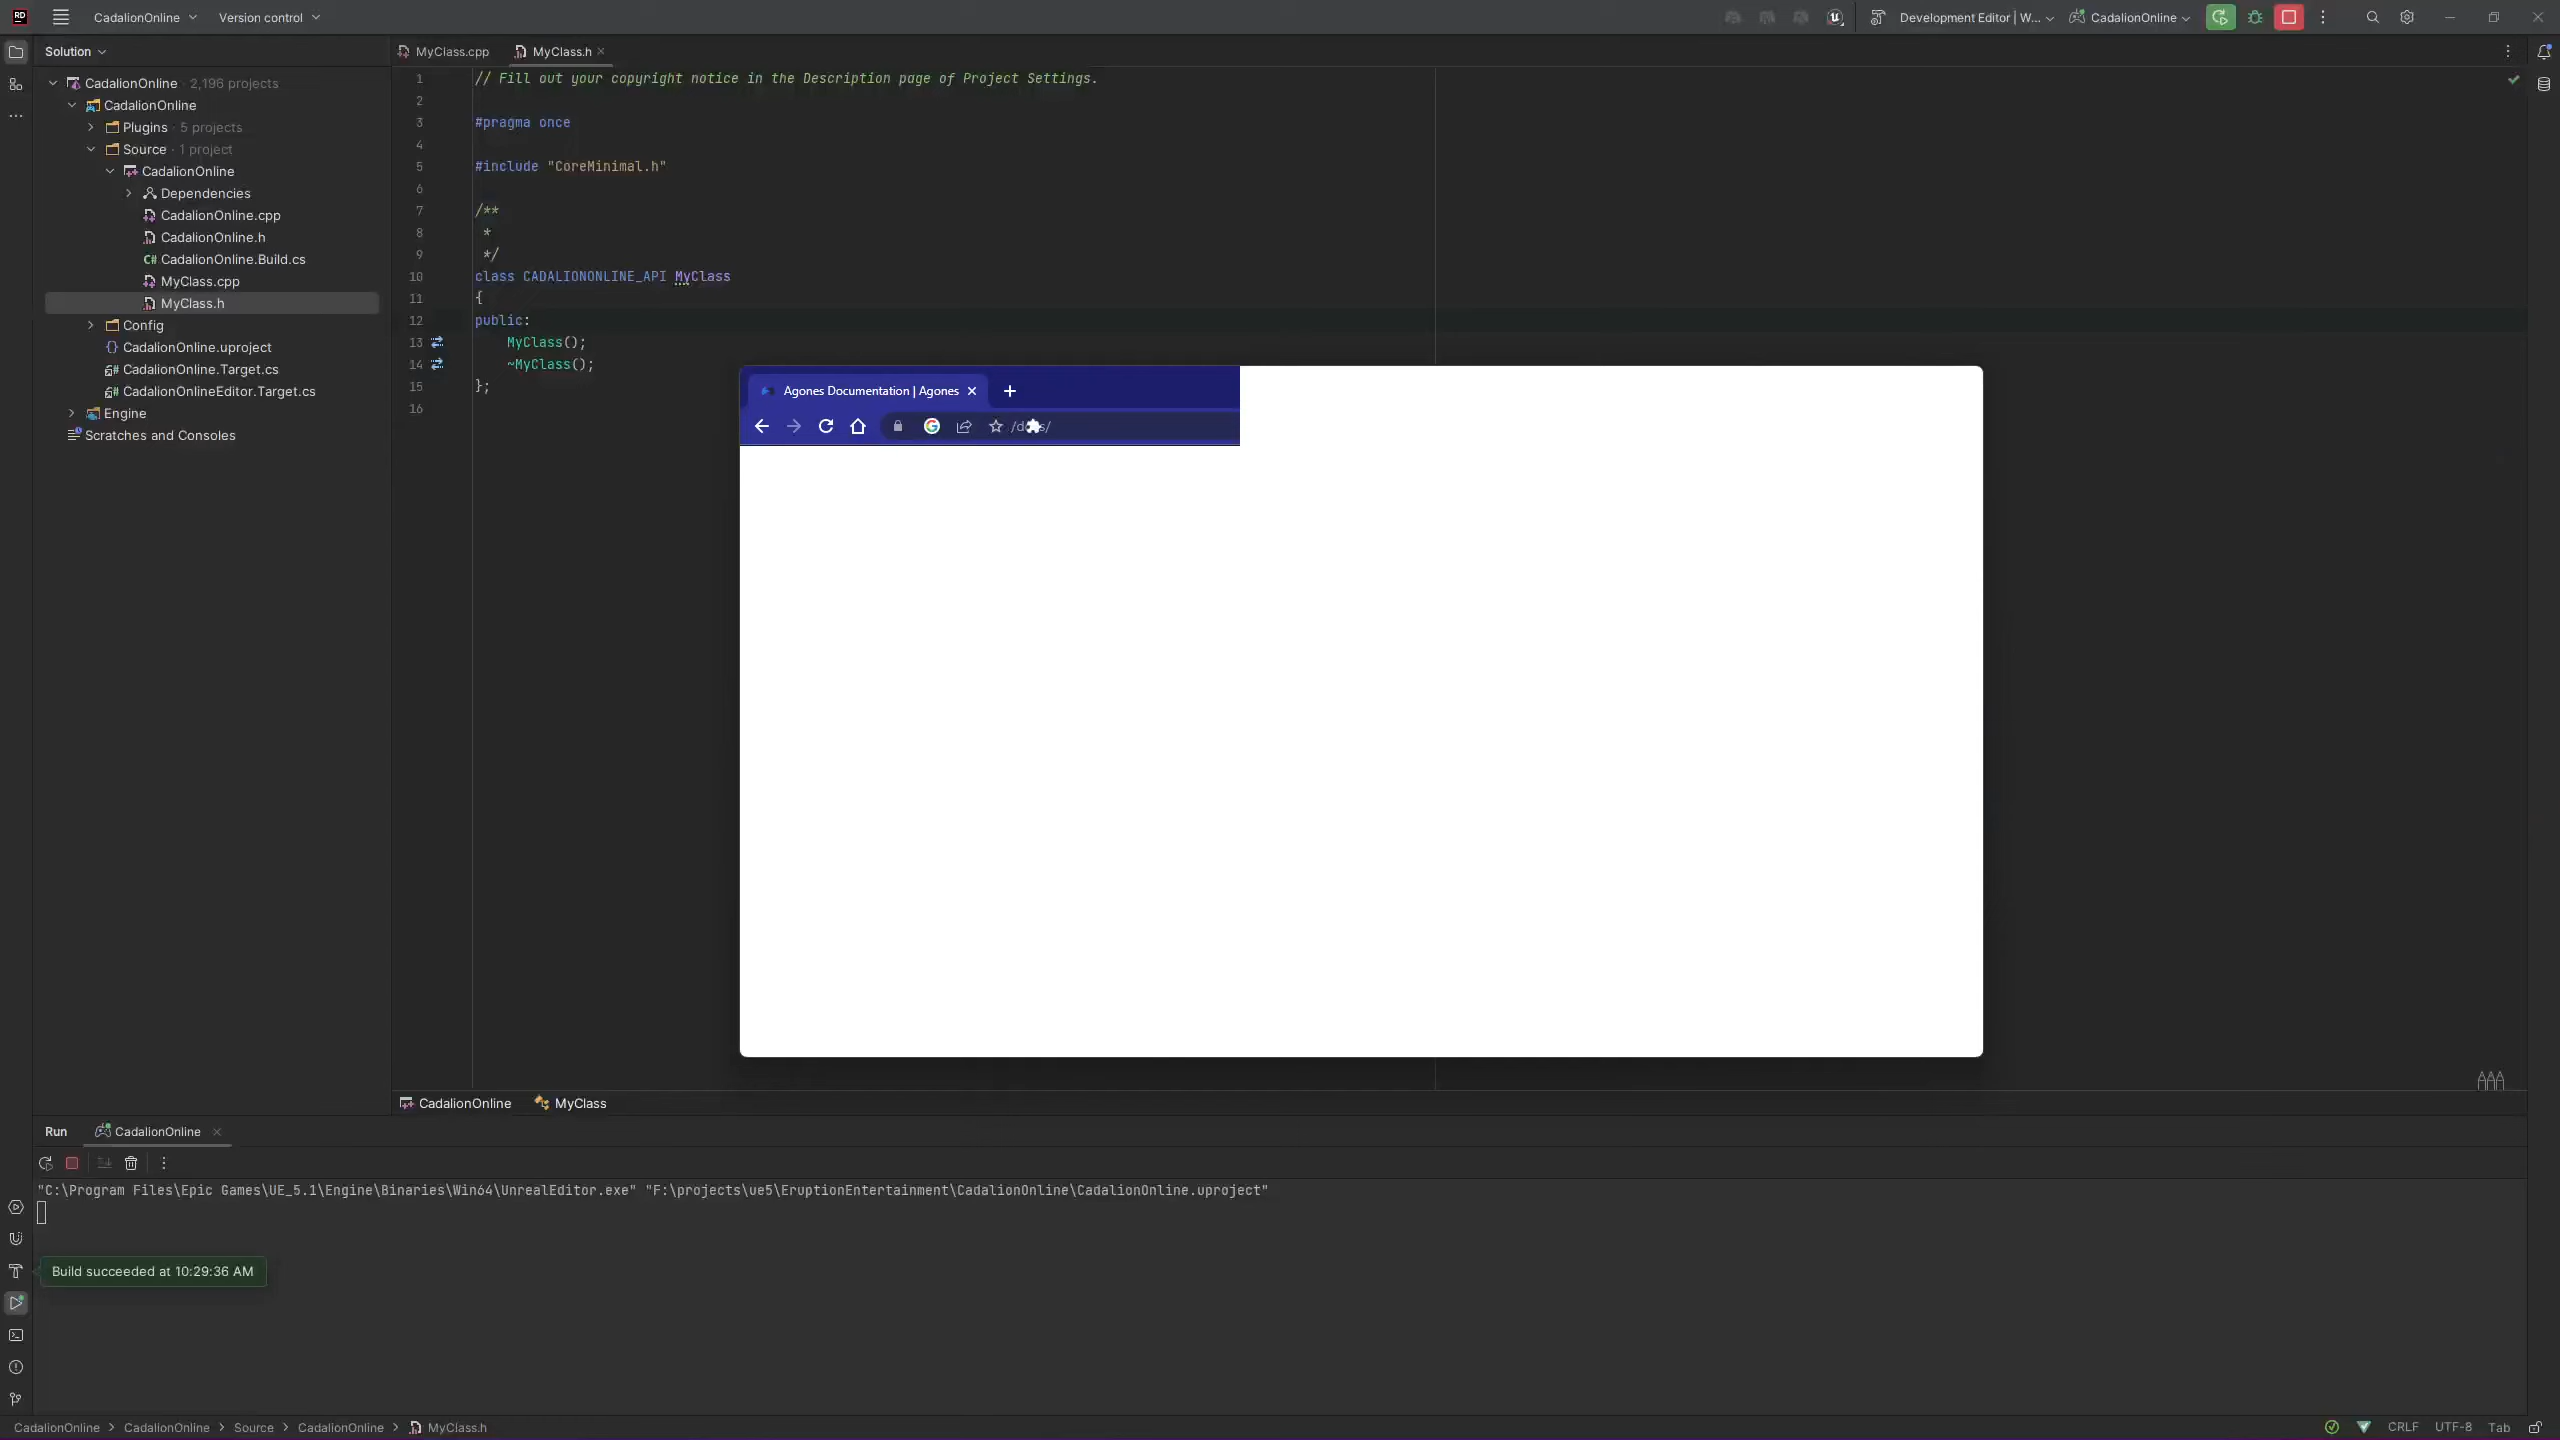 CadalionOnline
Version control
Development Editor | W...
CadalionOnline
Solution
CadalionOnline · 2,196 projects
CadalionOnline
Plugins · 5 projects
Source · 1 project
CadalionOnline
Dependencies
CadalionOnline.cpp
CadalionOnline.h
C# CadalionOnline.Build.cs
MyClass.cpp
MyClass.h
Config
CadalionOnline.uproject
CadalionOnline.Target.cs
CadalionOnlineEditor.Target.cs
Engine
Scratches and Consoles
MyClass.cpp
MyClass.h
1 // Fill out your copyright notice in the Description page of Project Settings.
2
3 #pragma once
4
5 #include "CoreMinimal.h"
6
7 /**
8 *
9 */
10 class CADALIONONLINE_API MyClass
11 {
12 public:
13 MyClass();
14 ~MyClass();
15 };
16
Agones Documentation | Agones
CadalionOnline
MyClass
Run
CadalionOnline
"C:\Program Files\Epic Games\UE_5.1\Engine\Binaries\Win64\UnrealEditor.exe" "F:\projects\ue5\EruptionEntertainment\CadalionOnline\CadalionOnline.uproject"
Build succeeded at 10:29:36 AM
CadalionOnline > CadalionOnline > Source > CadalionOnline > MyClass.h
CRLF UTF-8 Tab